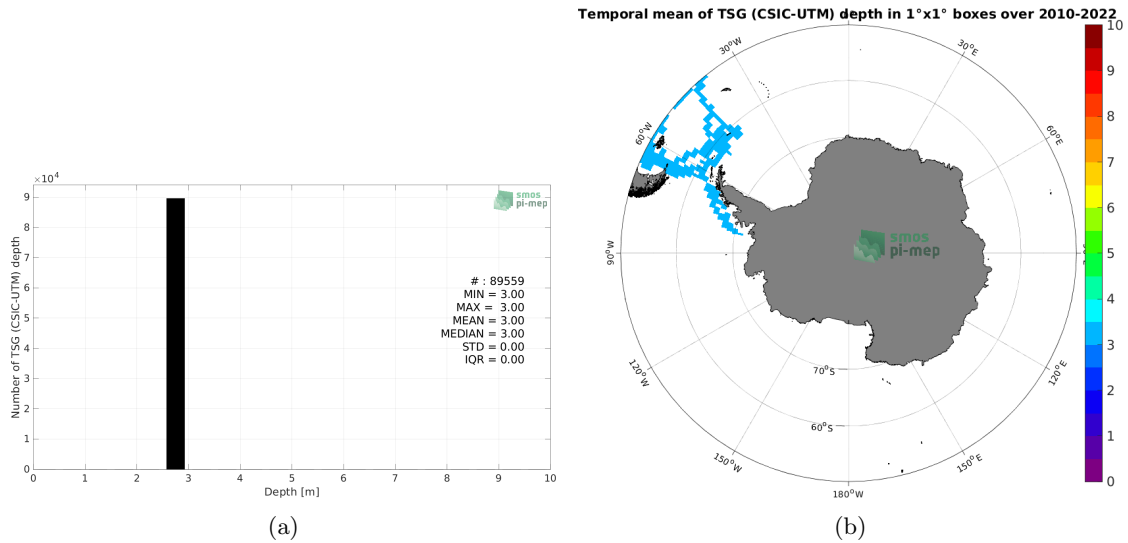 Temporal mean of TSG (CSIC-UTM) depth in 1°x1° boxes over 2010-2022
×10⁴
9
8
7
6
5
4
3
2
1
0
Number of TSG (CSIC-UTM) depth
smos
pi-mep
# : 89559
MIN = 3.00
MAX = 3.00
MEAN = 3.00
MEDIAN = 3.00
STD = 0.00
IQR = 0.00
0 1 2 3 4 5 6 7 8 9 10
Depth [m]
(a)
0°
30°W
30°E
60°W
60°E
90°W
120°W
120°E
150°W
150°E
180°W
70°S
60°S
smos
pi-mep
10
9
8
7
6
5
4
3
2
1
0
(b)